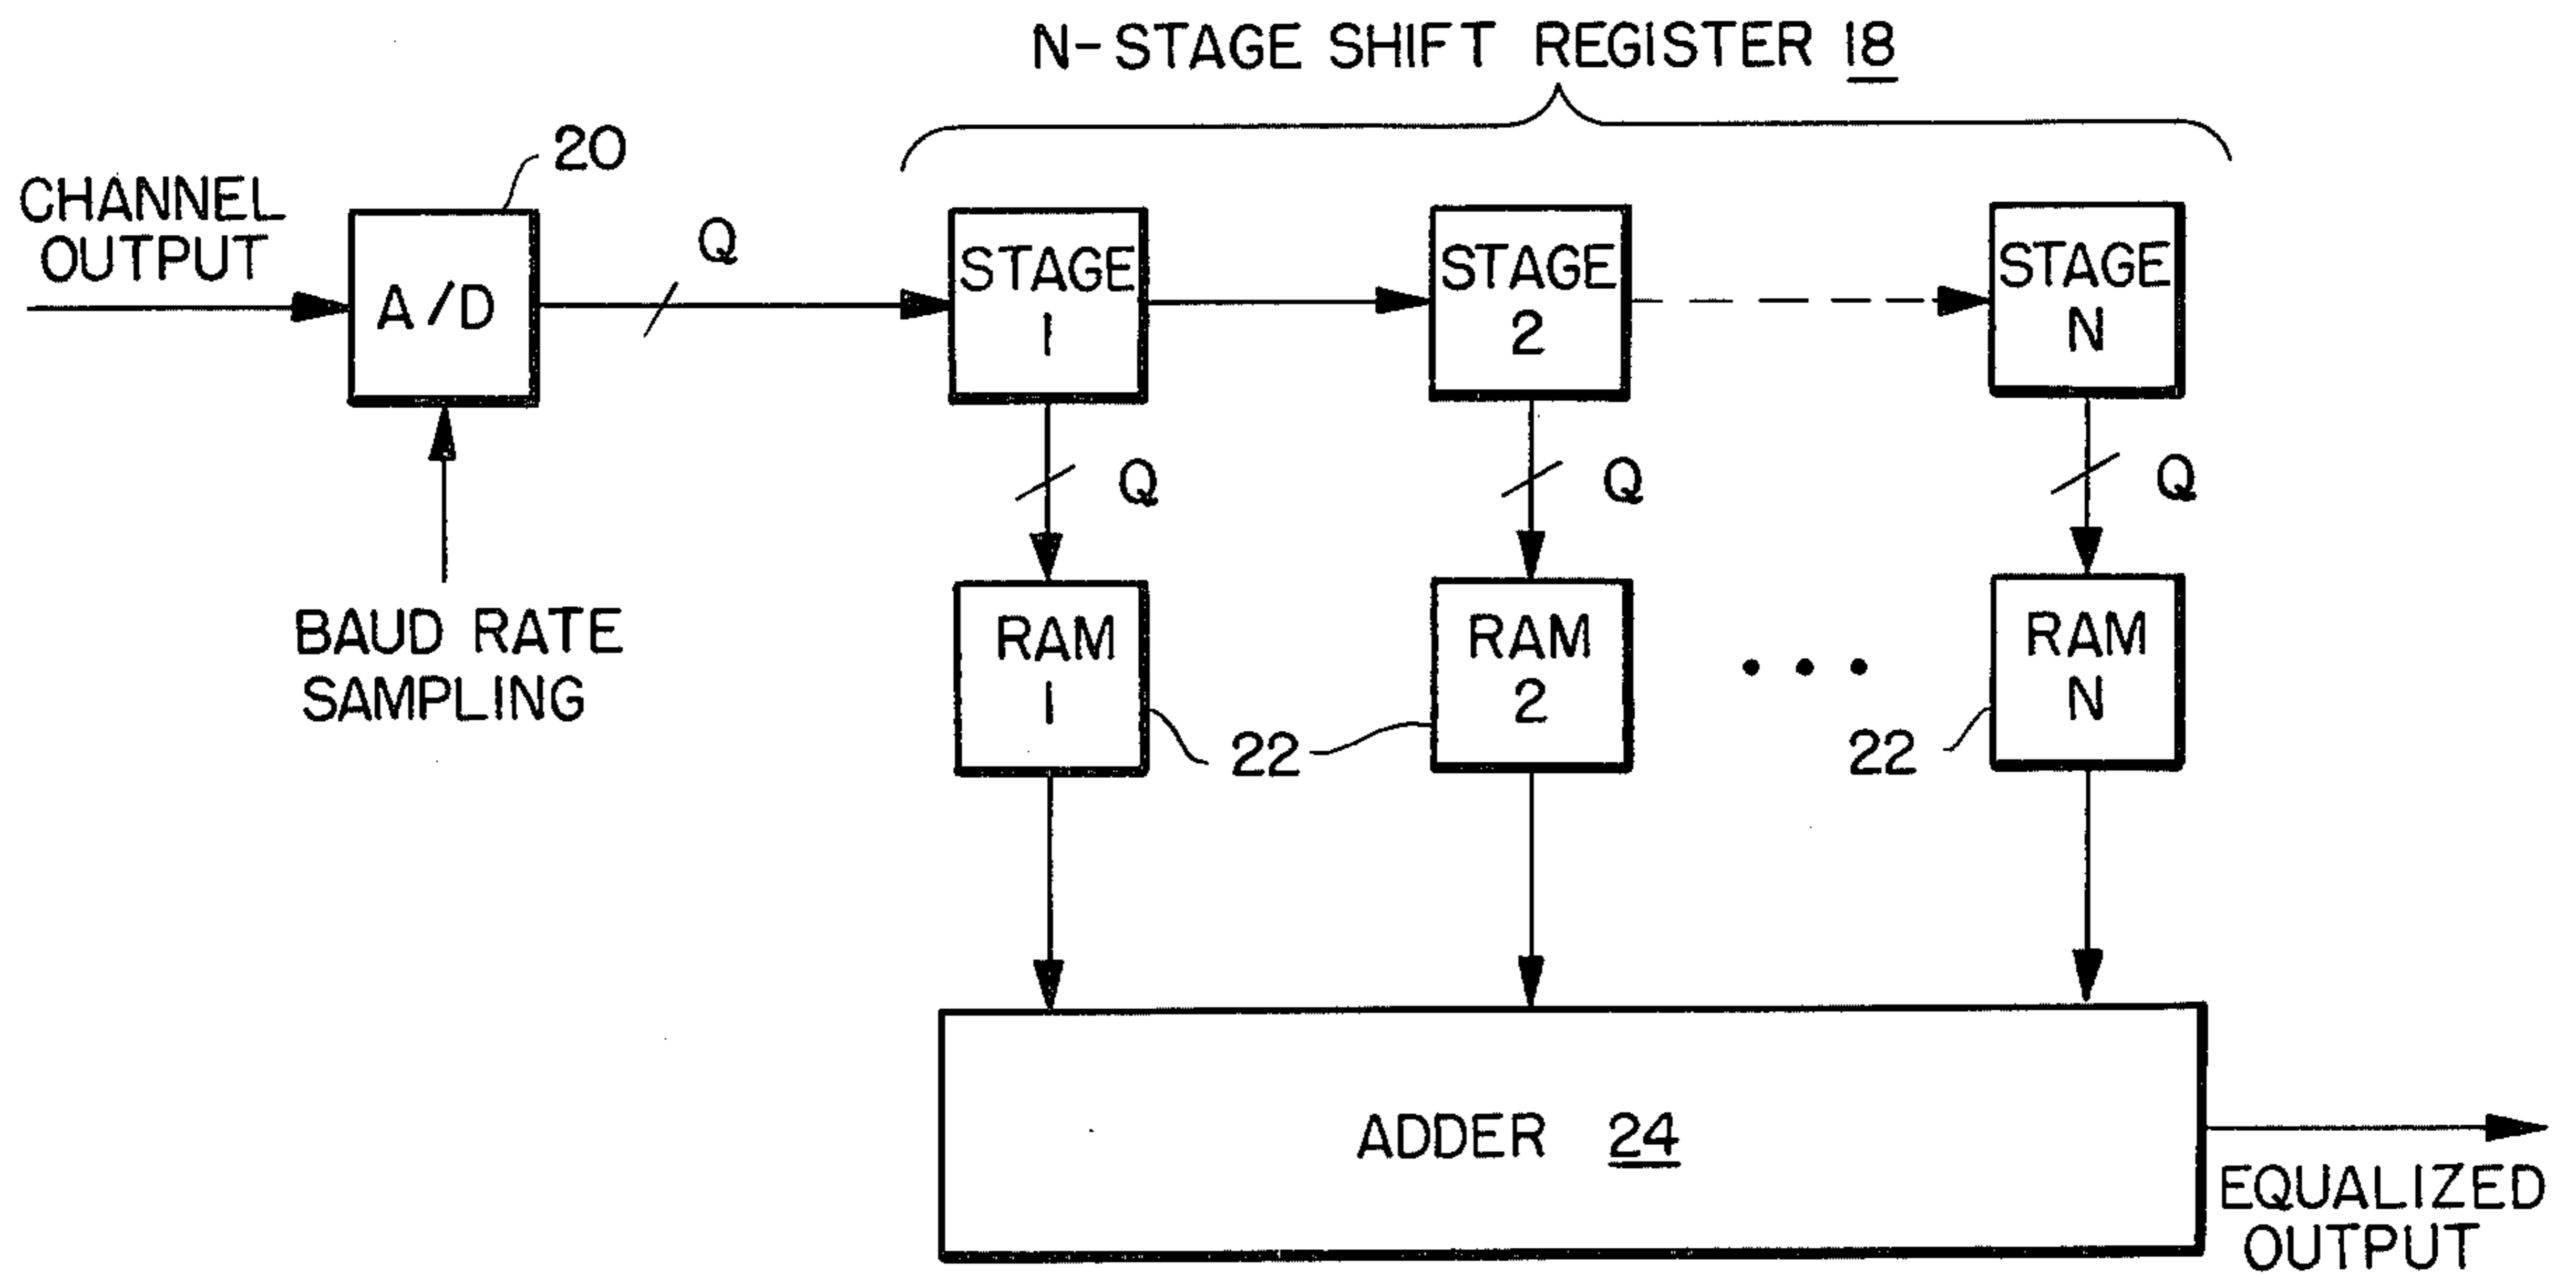 N-STAGE SHIFT REGISTER 18
20
CHANNEL
OUTPUT
A/D
Q
STAGE
1
STAGE
2
STAGE
N
Q
Q
Q
BAUD RATE
SAMPLING
RAM
1
RAM
2
• • •
RAM
N
22
22
ADDER 24
EQUALIZED
OUTPUT